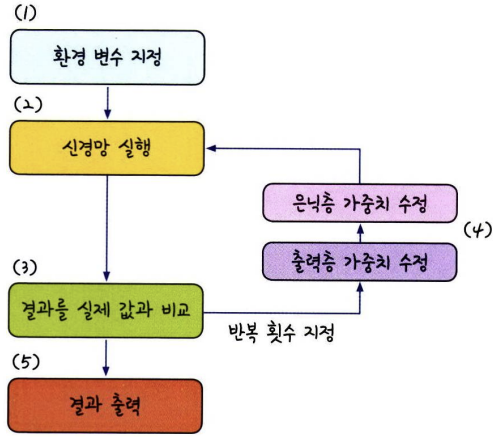 (1)
환경 변수 지정
(2)
신경망 실행
은닉층 가중치 수정
(4)
출력층 가중치 수정
(3)
결과를 실제 값과 비교
반복 횟수 지정
(5)
결과 출력